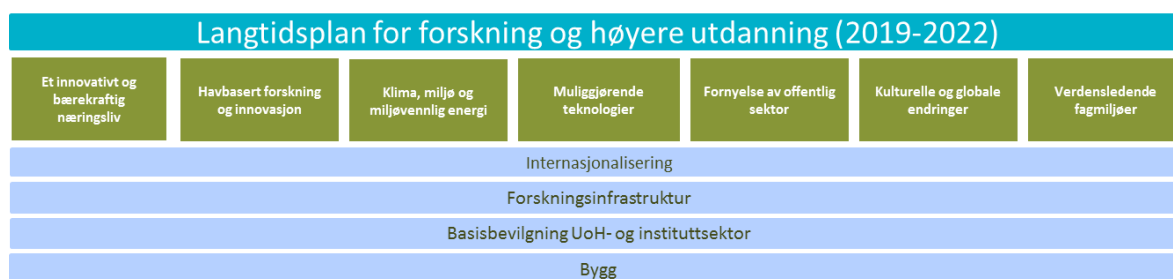 Langtidsplan for forskning og høyere utdanning (2019-2022)
Et innovativt og
bærekraftig
næringsliv
Havbasert forskning
og innovasjon
Klima, miljø og
miljøvennlig energi
Muliggjørende
teknologier
Fornyelse av offentlig
sektor
Kulturelle og globale
endringer
Verdensledende
fagmiljøer
Internasjonalisering
Forskningsinfrastruktur
Basisbevilgning UoH- og instituttsektor
Bygg